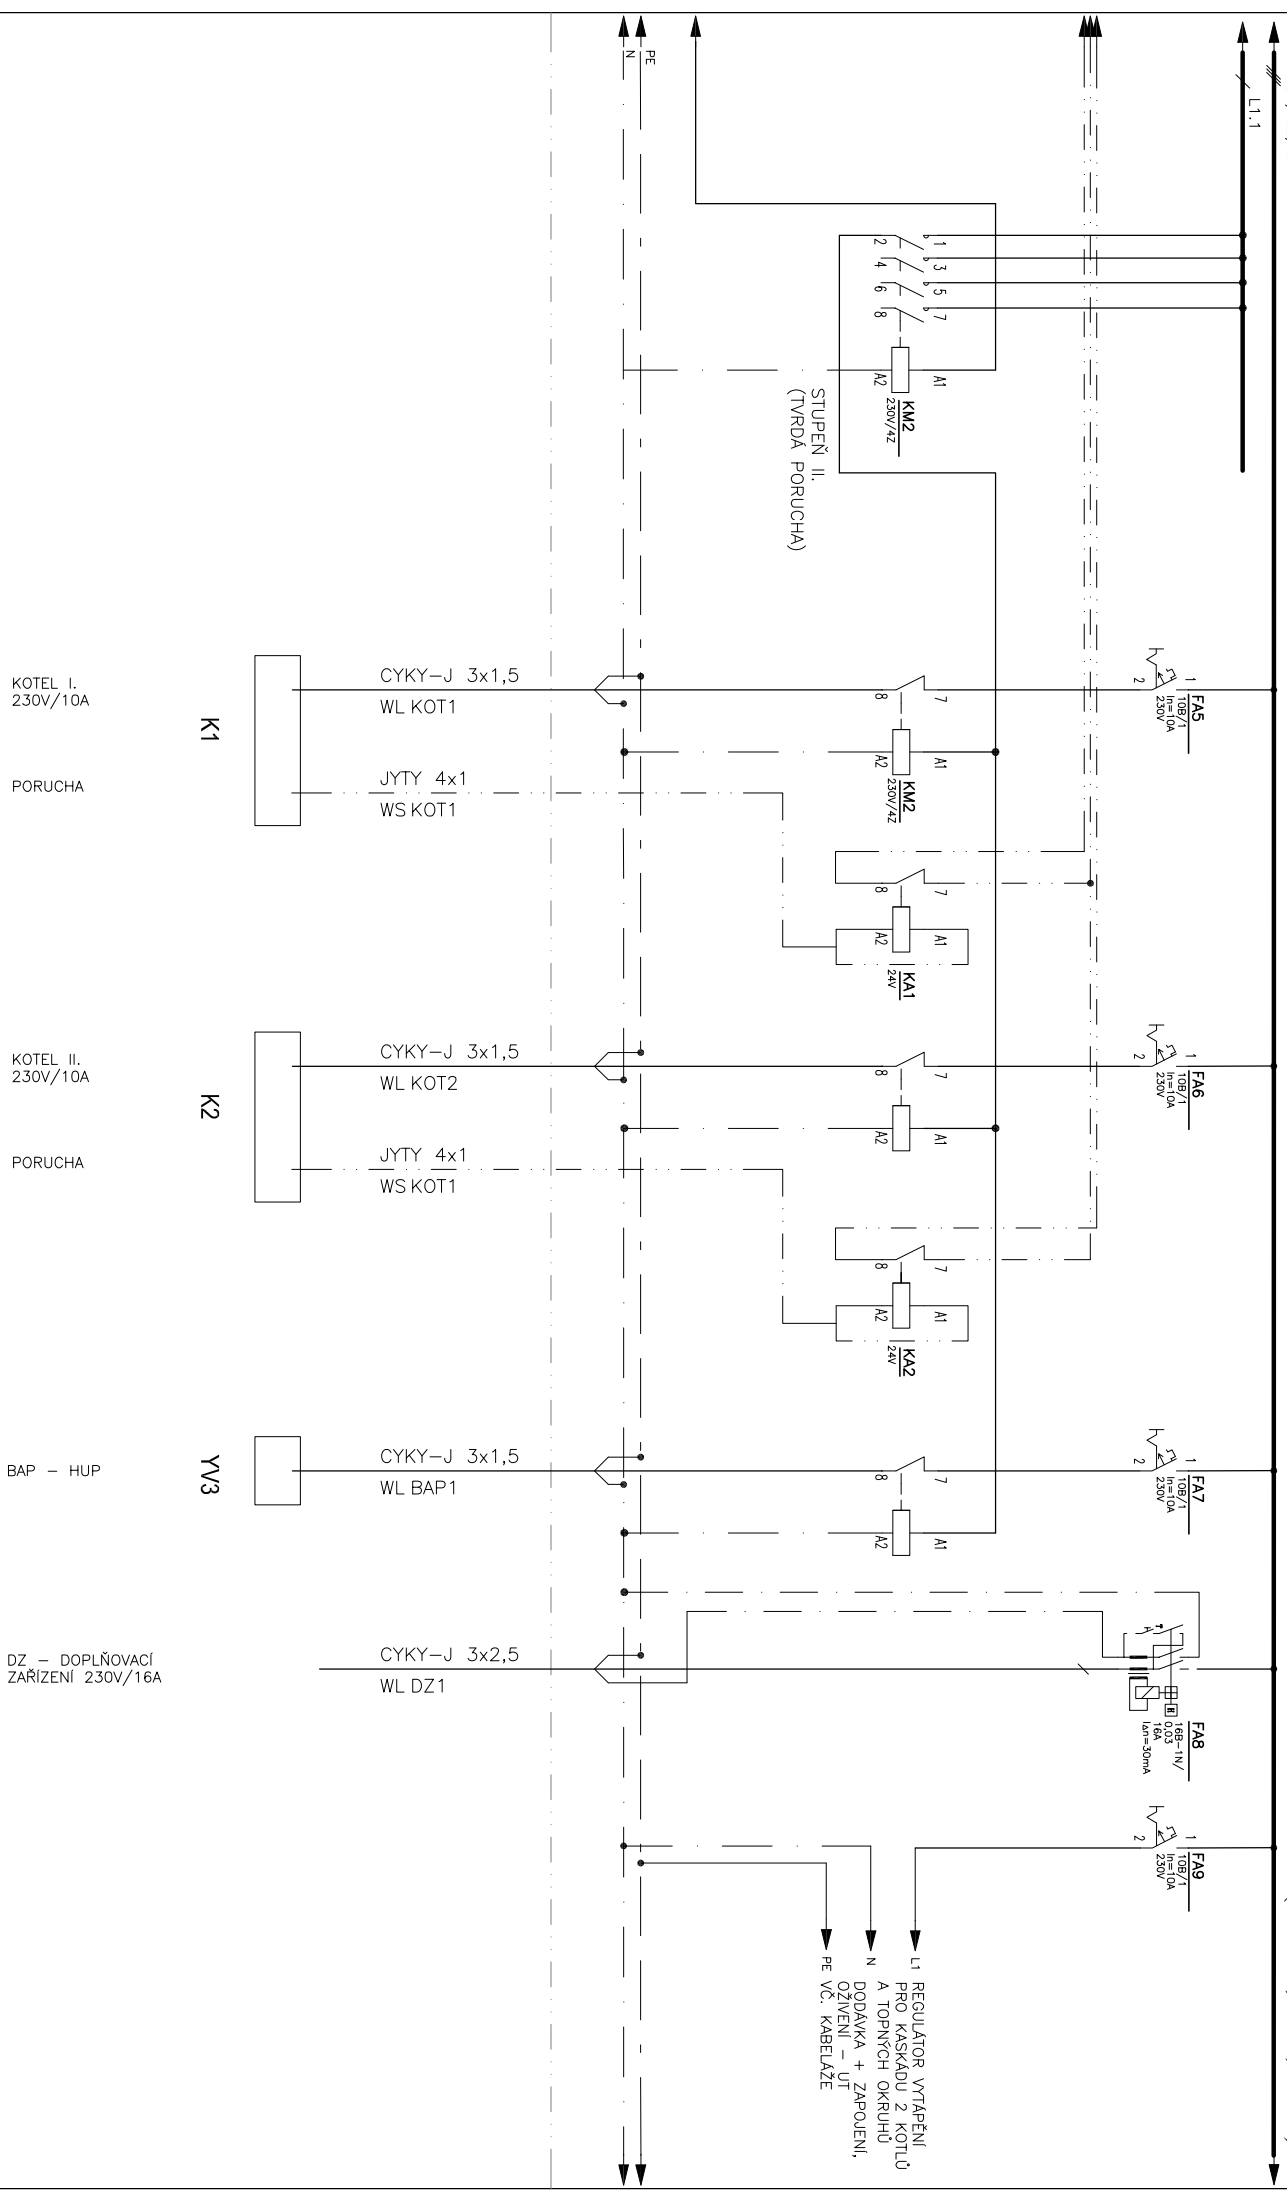 PE
N
L1.1
1
2
3
4
5
6
7
8
A1
A2
KM2
230V/4Z
STUPEŇ II.
(TVRDÁ PORUCHA)
KOTEL I.
230V/10A
PORUCHA
K1
CYKY-J 3x1,5
WL KOT1
JYTY 4x1
WS KOT1
7
8
A1
A2
KM2
230V/4Z
1
2
FA5
10B/1
In=10A
230V
7
8
A1
A2
KA1
24V
KOTEL II.
230V/10A
PORUCHA
K2
CYKY-J 3x1,5
WL KOT2
JYTY 4x1
WS KOT1
7
8
A1
A2
1
2
FA6
10B/1
In=10A
230V
7
8
A1
A2
KA2
24V
BAP - HUP
YV3
CYKY-J 3x1,5
WL BAP1
7
8
A1
A2
1
2
FA7
10B/1
In=10A
230V
DZ - DOPLŇOVACÍ
ZAŘÍZENÍ 230V/16A
CYKY-J 3x2,5
WL DZ1
FA8
16B-1N/
0,03
16A
IΔn=30mA
1
2
FA9
10B/1
In=10A
230V
L1
N
PE
REGULÁTOR VYTÁPĚNÍ
PRO KASKÁDU 2 KOTLŮ
A TOPNÝCH OKRUHŮ
DODÁVKA + ZAPOJENÍ,
OŽIVENÍ - ÚT
VČ. KABELÁŽE